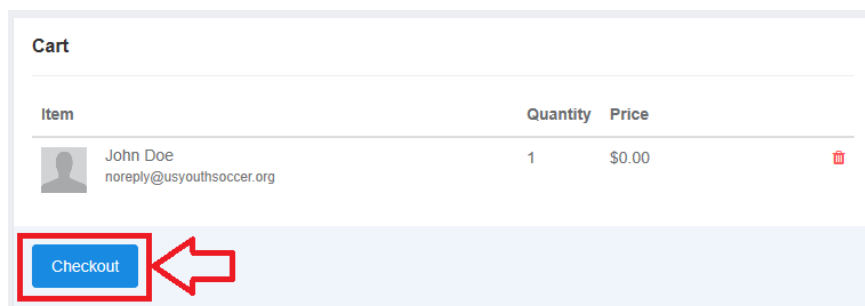 Cart
Item Quantity Price
John Doe 1 $0.00
noreply@usyouthsoccer.org
Checkout